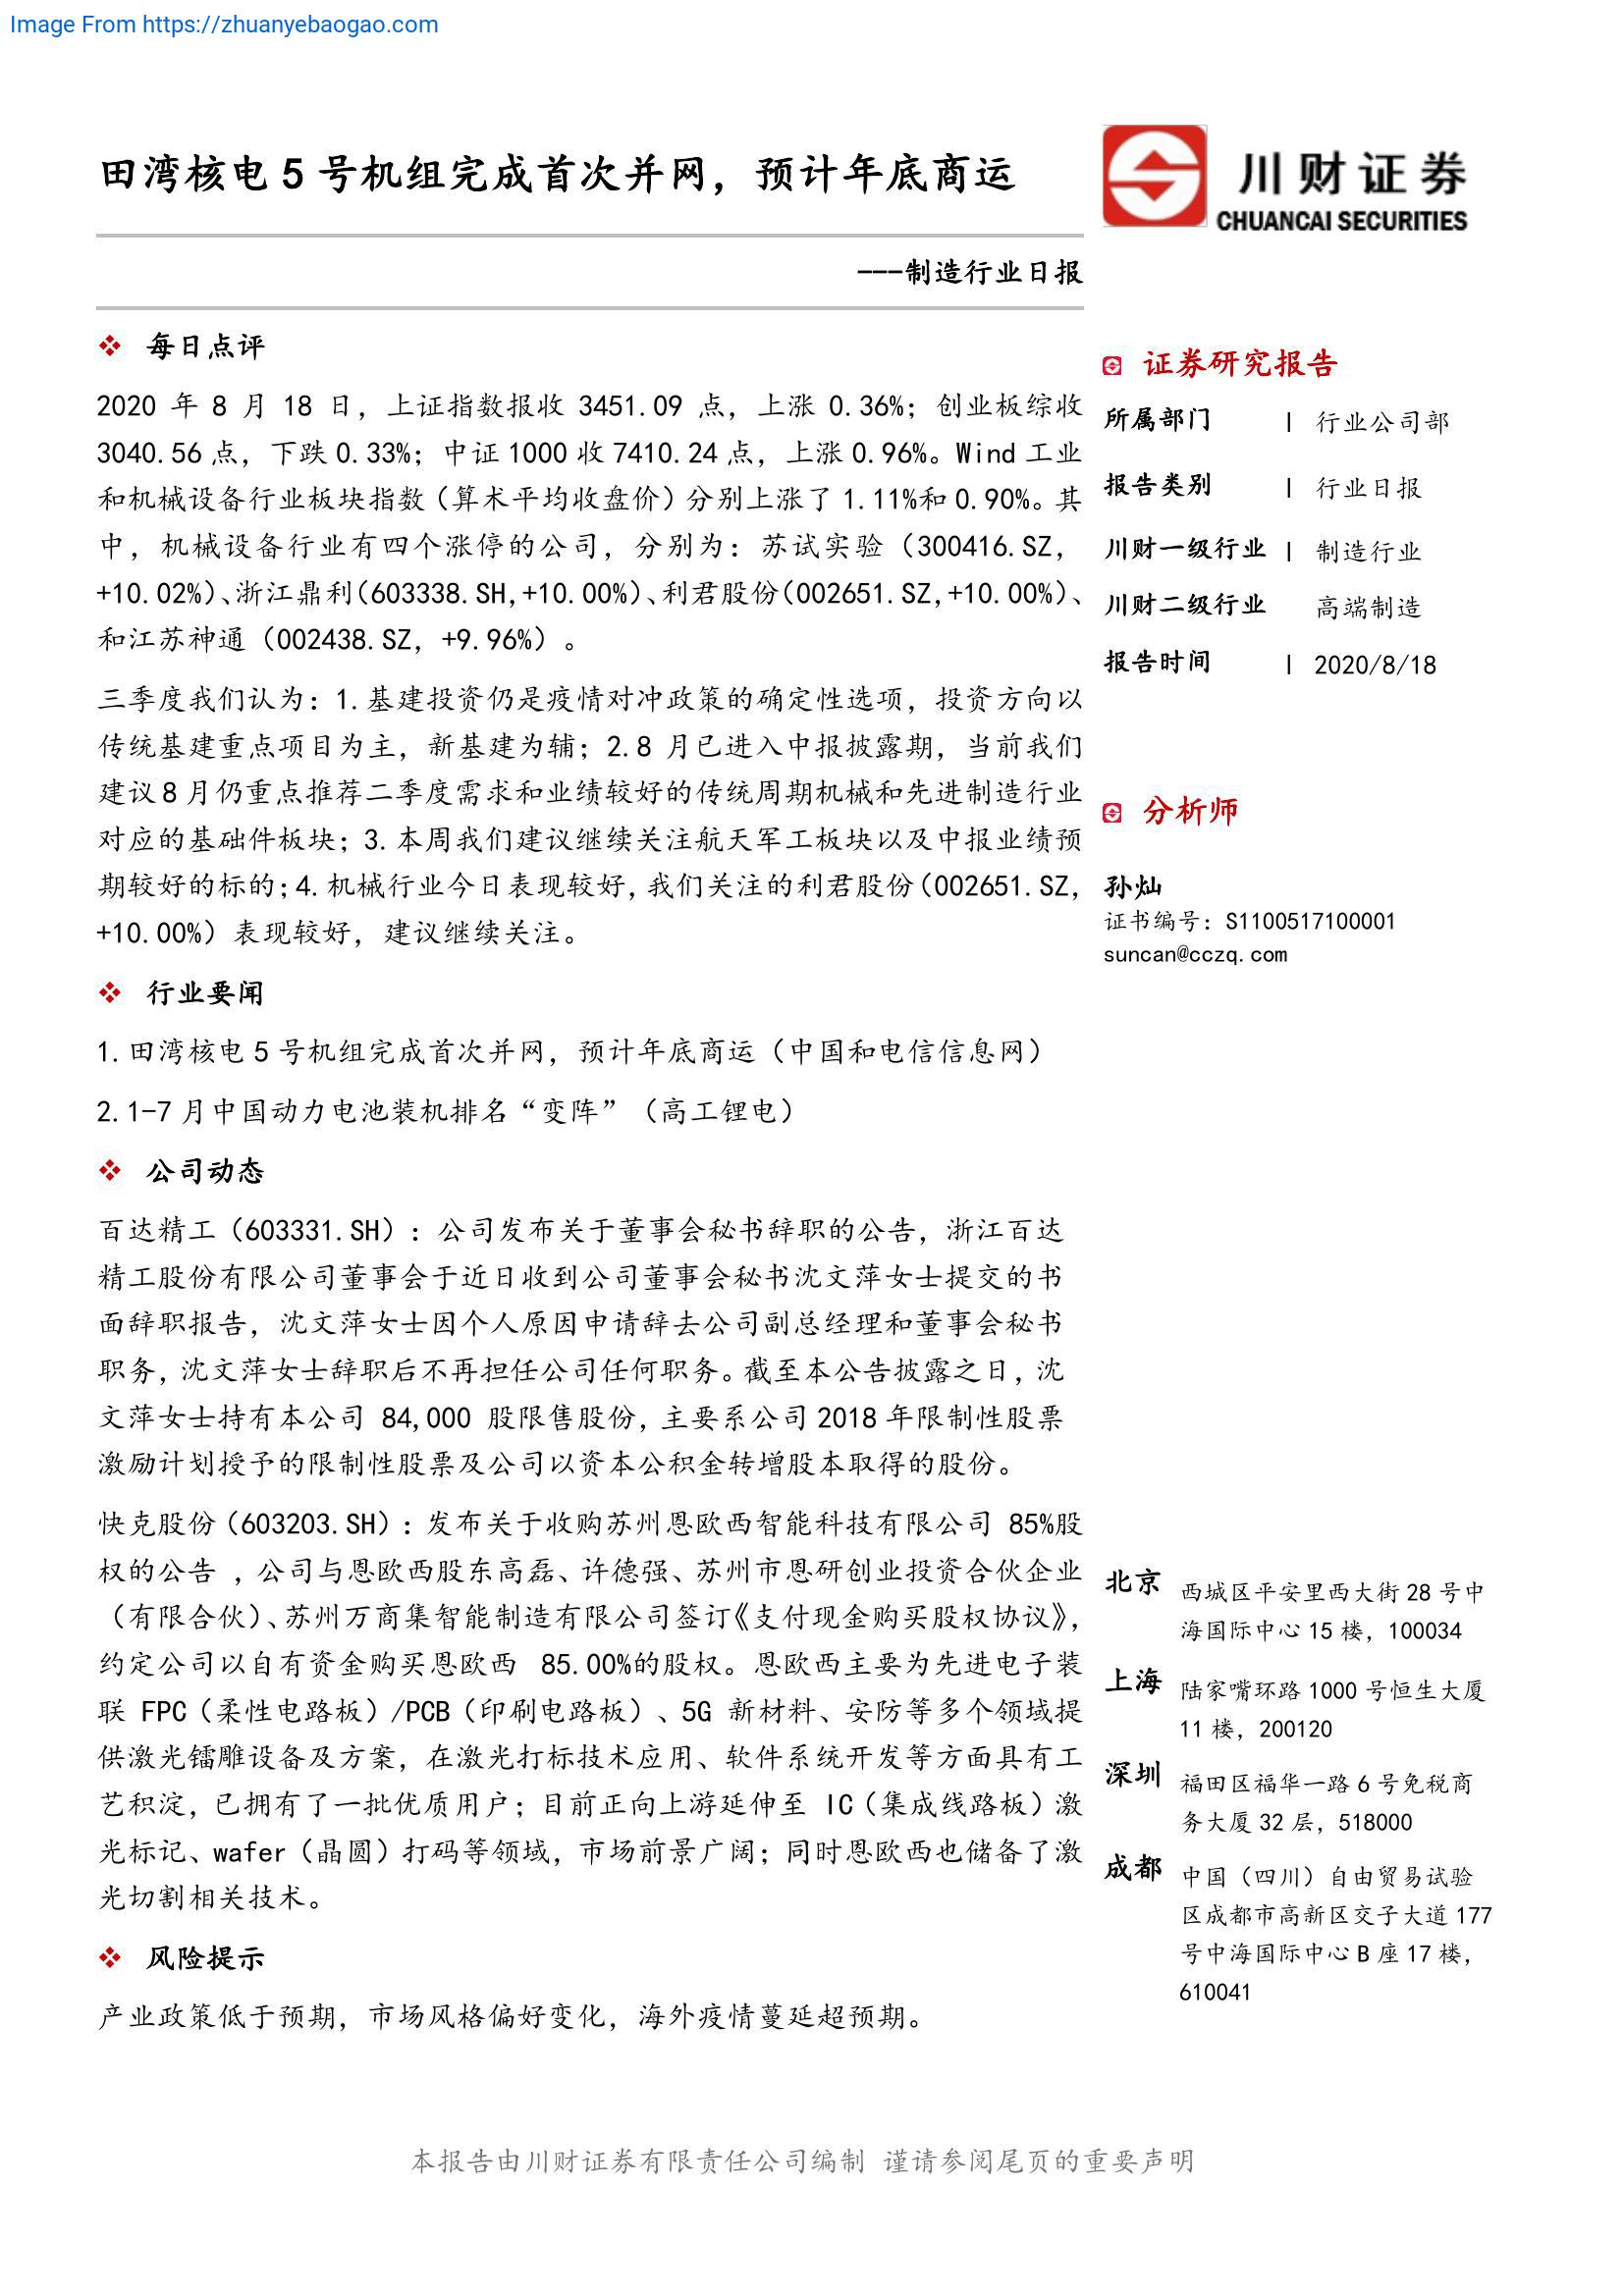 Image From https://zhuanyebaogao.com
田湾核电 5 号机组完成首次并网，预计年底商运
川财证券
CHUANCAI SECURITIES
---制造行业日报
每日点评
2020 年 8 月 18 日，上证指数报收 3451.09 点，上涨 0.36%；创业板综收
3040.56 点，下跌 0.33%；中证 1000 收 7410.24 点，上涨 0.96%。Wind 工业
和机械设备行业板块指数（算术平均收盘价）分别上涨了 1.11%和 0.90%。其
中，机械设备行业有四个涨停的公司，分别为：苏试实验（300416.SZ，
+10.02%）、浙江鼎利（603338.SH,+10.00%）、利君股份（002651.SZ,+10.00%）、
和江苏神通（002438.SZ，+9.96%）。
三季度我们认为：1.基建投资仍是疫情对冲政策的确定性选项，投资方向以
传统基建重点项目为主，新基建为辅；2.8 月已进入中报披露期，当前我们
建议 8 月仍重点推荐二季度需求和业绩较好的传统周期机械和先进制造行业
对应的基础件板块；3.本周我们建议继续关注航天军工板块以及中报业绩预
期较好的标的；4.机械行业今日表现较好，我们关注的利君股份（002651.SZ,
+10.00%）表现较好，建议继续关注。
行业要闻
1.田湾核电 5 号机组完成首次并网，预计年底商运（中国和电信信息网）
2.1-7 月中国动力电池装机排名“变阵”（高工锂电）
公司动态
百达精工（603331.SH）：公司发布关于董事会秘书辞职的公告，浙江百达
精工股份有限公司董事会于近日收到公司董事会秘书沈文萍女士提交的书
面辞职报告，沈文萍女士因个人原因申请辞去公司副总经理和董事会秘书
职务，沈文萍女士辞职后不再担任公司任何职务。截至本公告披露之日，沈
文萍女士持有本公司 84,000 股限售股份，主要系公司 2018 年限制性股票
激励计划授予的限制性股票及公司以资本公积金转增股本取得的股份。
快克股份（603203.SH）：发布关于收购苏州恩欧西智能科技有限公司 85%股
权的公告 ，公司与恩欧西股东高磊、许德强、苏州市恩研创业投资合伙企业
（有限合伙）、苏州万商集智能制造有限公司签订《支付现金购买股权协议》，
约定公司以自有资金购买恩欧西 85.00%的股权。恩欧西主要为先进电子装
联 FPC（柔性电路板）/PCB（印刷电路板）、5G 新材料、安防等多个领域提
供激光镭雕设备及方案，在激光打标技术应用、软件系统开发等方面具有工
艺积淀，已拥有了一批优质用户；目前正向上游延伸至 IC（集成线路板）激
光标记、wafer（晶圆）打码等领域，市场前景广阔；同时恩欧西也储备了激
光切割相关技术。
风险提示
产业政策低于预期，市场风格偏好变化，海外疫情蔓延超预期。
证券研究报告
所属部门 | 行业公司部
报告类别 | 行业日报
川财一级行业 | 制造行业
川财二级行业 高端制造
报告时间 | 2020/8/18
分析师
孙灿
证书编号：S1100517100001
suncan@cczq.com
北京 西城区平安里西大街 28 号中
海国际中心 15 楼，100034
上海 陆家嘴环路 1000 号恒生大厦
11 楼，200120
深圳 福田区福华一路 6 号免税商
务大厦 32 层，518000
成都 中国（四川）自由贸易试验
区成都市高新区交子大道 177
号中海国际中心 B 座 17 楼，
610041
本报告由川财证券有限责任公司编制 谨请参阅尾页的重要声明